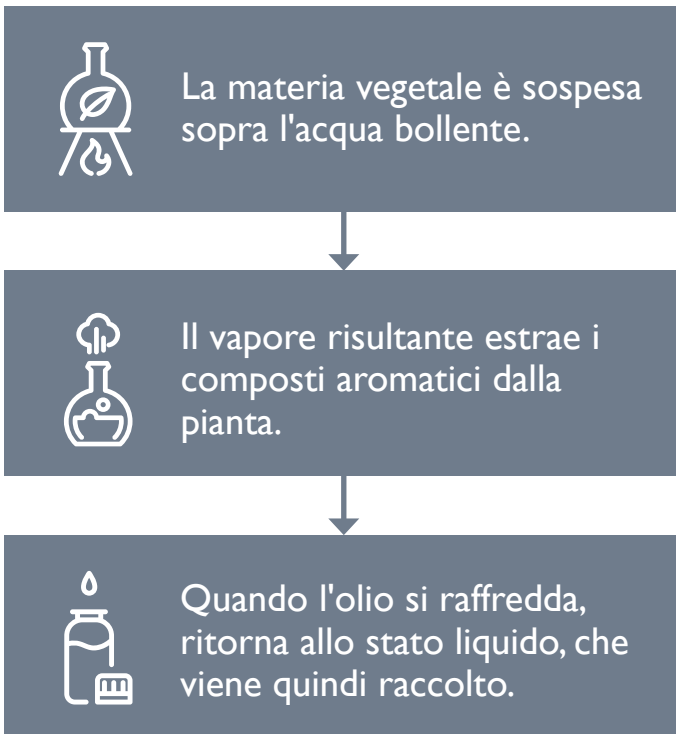 La materia vegetale è sospesa
sopra l'acqua bollente.
Il vapore risultante estrae i
composti aromatici dalla
pianta.
Quando l'olio si raffredda,
ritorna allo stato liquido, che
viene quindi raccolto.